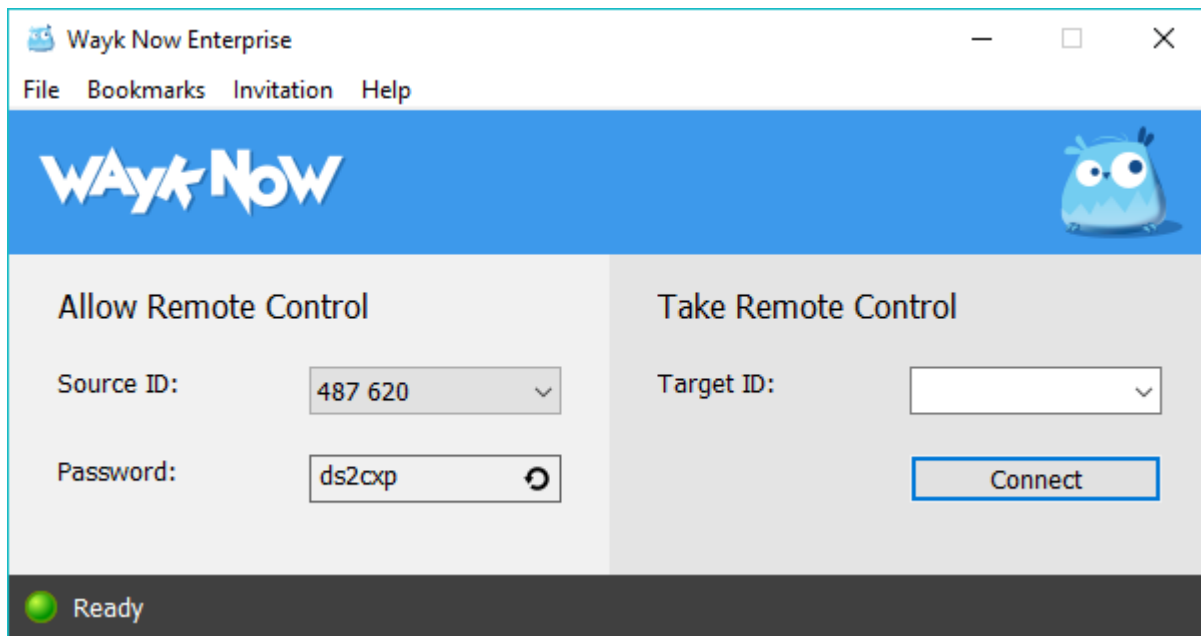 Wayk Now Enterprise
File Bookmarks Invitation Help
WAyk NoW
Allow Remote Control
Source ID: 487 620
Password: ds2cxp
Take Remote Control
Target ID:
Connect
Ready